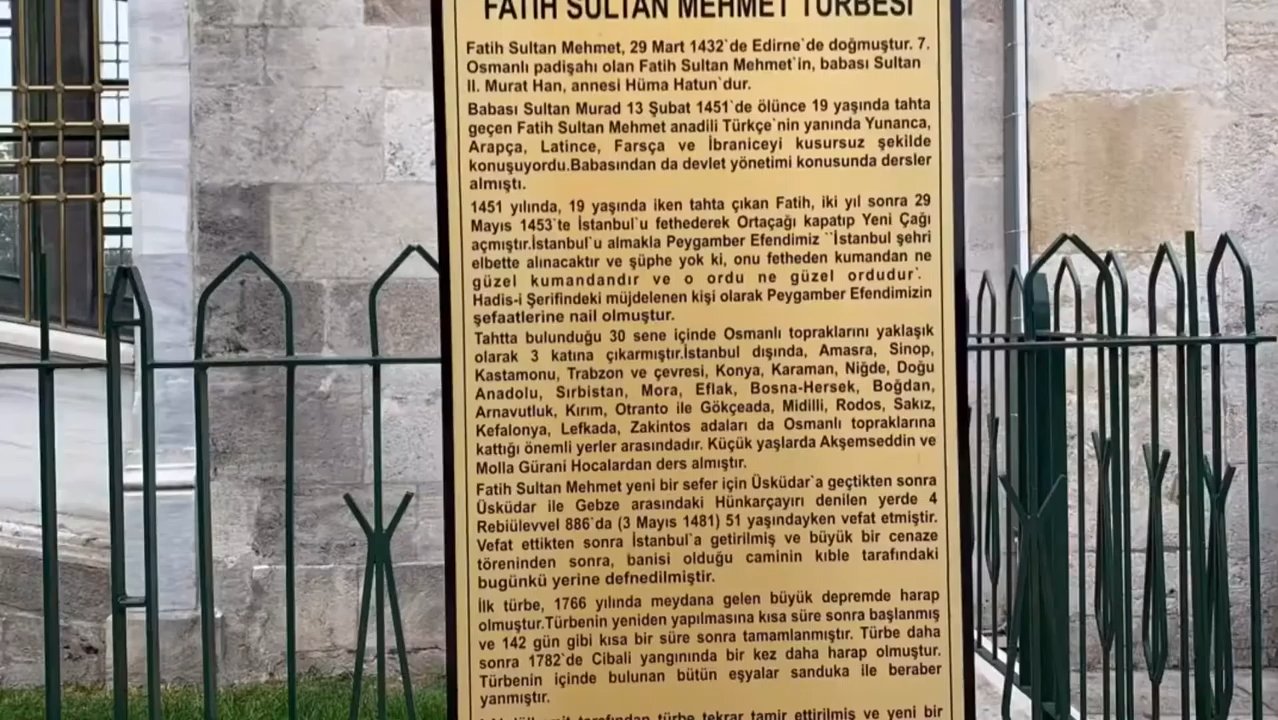 FATİH SULTAN MEHMET TÜRBESİ
Fatih Sultan Mehmet, 29 Mart 1432`de Edirne`de doğmuştur. 7.
Osmanlı padişahı olan Fatih Sultan Mehmet`in, babası Sultan
II. Murat Han, annesi Hüma Hatun`dur.
Babası Sultan Murad 13 Şubat 1451`de ölünce 19 yaşında tahta
geçen Fatih Sultan Mehmet anadili Türkçe`nin yanında Yunanca,
Arapça, Latince, Farsça ve İbraniceyi kusursuz şekilde
konuşuyordu.Babasından da devlet yönetimi konusunda dersler
almıştı.
1451 yılında, 19 yaşında iken tahta çıkan Fatih, iki yıl sonra 29
Mayıs 1453`te İstanbul`u fethederek Ortaçağı kapatıp Yeni Çağı
açmıştır.İstanbul`u almakla Peygamber Efendimiz ``İstanbul şehri
elbette alınacaktır ve şüphe yok ki, onu fetheden kumandan ne
güzel kumandandır ve o ordu ne güzel ordudur`.
Hadis-i Şerifindeki müjdelenen kişi olarak Peygamber Efendimizin
şefaatlerine nail olmuştur.
Tahtta bulunduğu 30 sene içinde Osmanlı topraklarını yaklaşık
olarak 3 katına çıkarmıştır.İstanbul dışında, Amasra, Sinop,
Kastamonu, Trabzon ve çevresi, Konya, Karaman, Niğde, Doğu
Anadolu, Sırbistan, Mora, Eflak, Bosna-Hersek, Boğdan,
Arnavutluk, Kırım, Otranto ile Gökçeada, Midilli, Rodos, Sakız,
Kefalonya, Lefkada, Zakintos adaları da Osmanlı topraklarına
kattığı önemli yerler arasındadır. Küçük yaşlarda Akşemseddin ve
Molla Gürani Hocalardan ders almıştır.
Fatih Sultan Mehmet yeni bir sefer için Üsküdar`a geçtikten sonra
Üsküdar ile Gebze arasındaki Hünkarçayırı denilen yerde 4
Rebiülevvel 886`da (3 Mayıs 1481) 51 yaşındayken vefat etmiştir.
Vefat ettikten sonra İstanbul`a getirilmiş ve büyük bir cenaze
töreninden sonra, banisi olduğu caminin kıble tarafındaki
bugünkü yerine defnedilmiştir.
İlk türbe, 1766 yılında meydana gelen büyük depremde harap
olmuştur.Türbenin yeniden yapılmasına kısa süre sonra başlanmış
ve 142 gün gibi kısa bir süre sonra tamamlanmıştır. Türbe daha
sonra 1782`de Cibali yangınında bir kez daha harap olmuştur.
Türbenin içinde bulunan bütün eşyalar sanduka ile beraber
yanmıştır.
tarafından türbe tekrar tamir ettirilmiş ve yeni bir